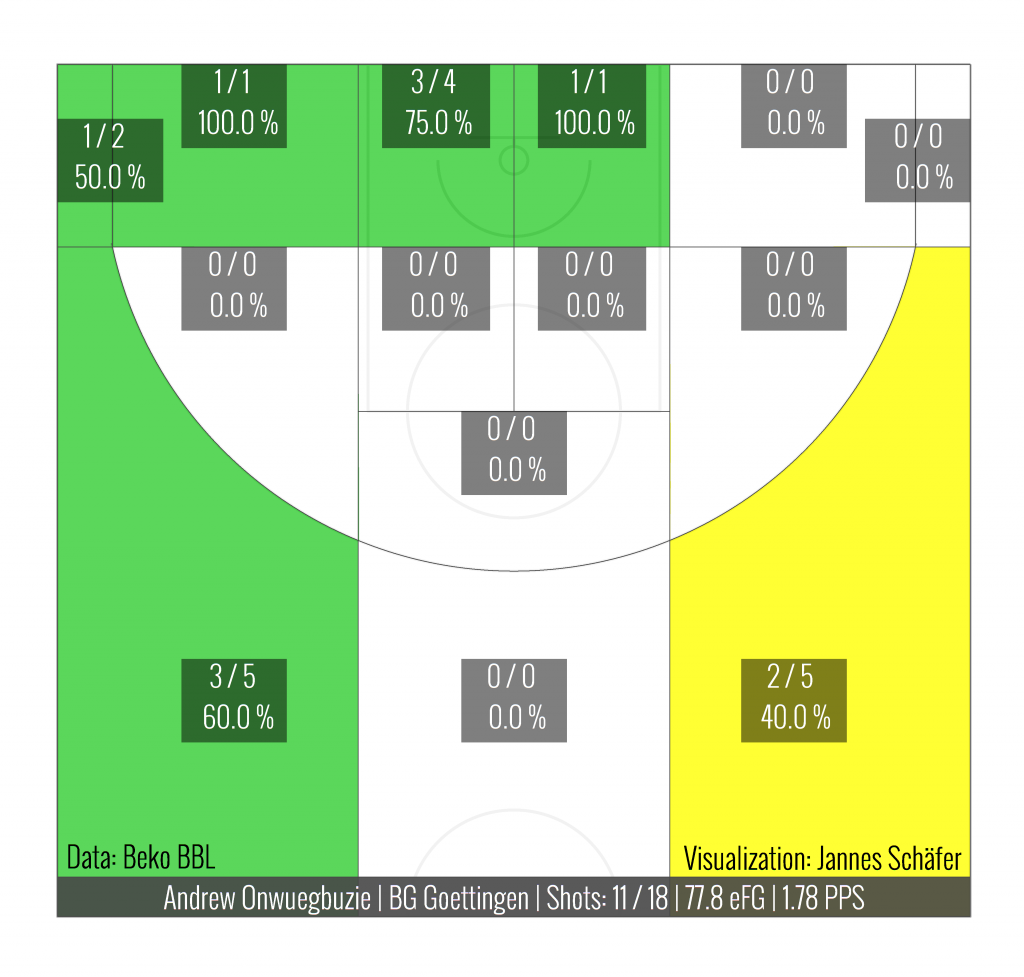 1 / 1
100.0 %
3 / 4
75.0 %
1 / 1
100.0 %
0 / 0
0.0 %
1 / 2
50.0 %
0 / 0
0.0 %
0 / 0
0.0 %
0 / 0
0.0 %
0 / 0
0.0 %
0 / 0
0.0 %
0 / 0
0.0 %
3 / 5
60.0 %
0 / 0
0.0 %
2 / 5
40.0 %
Data: Beko BBL
Visualization: Jannes Schäfer
Andrew Onwuegbuzie | BG Goettingen | Shots: 11 / 18 | 77.8 eFG | 1.78 PPS